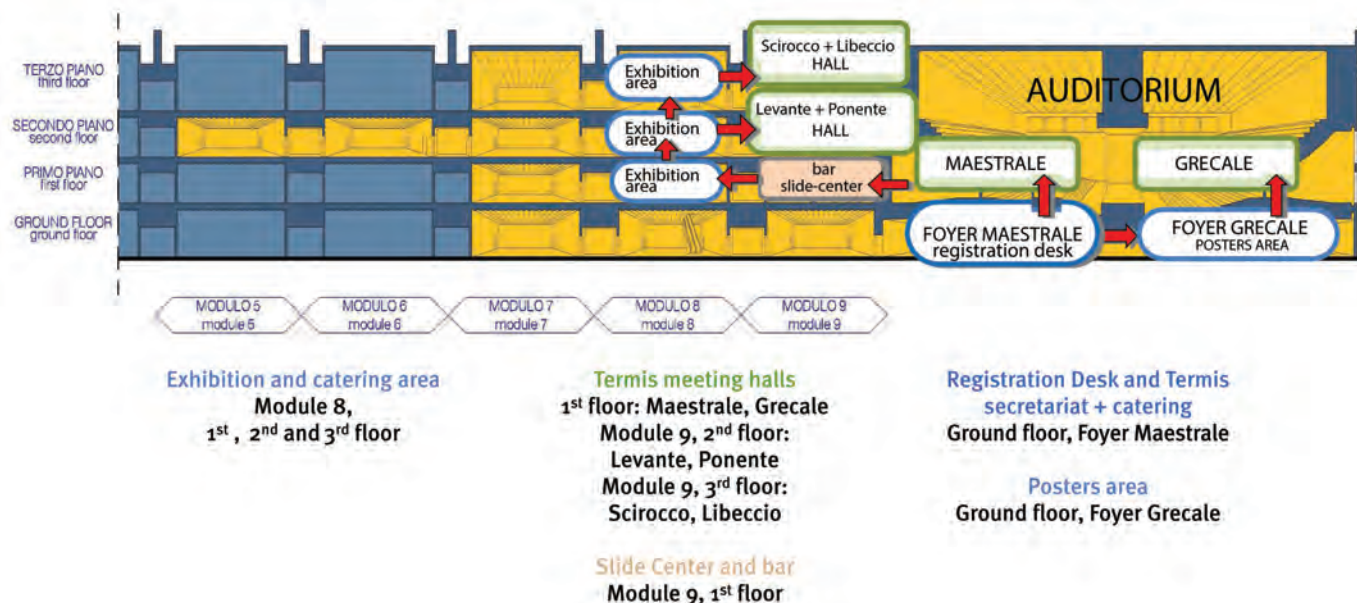 TERZO PIANO
third floor
SECONDO PIANO
second floor
PRIMO PIANO
first floor
GROUND FLOOR
ground floor
Exhibition
area
Scirocco + Libeccio
HALL
Exhibition
area
Levante + Ponente
HALL
Exhibition
area
bar
slide-center
AUDITORIUM
MAESTRALE
GRECALE
FOYER MAESTRALE
registration desk
FOYER GRECALE
POSTERS AREA
MODULO 5
module 5
MODULO 6
module 6
MODULO 7
module 7
MODULO 8
module 8
MODULO 9
module 9
Exhibition and catering area
Module 8,
1st , 2nd and 3rd floor
Termis meeting halls
1st floor: Maestrale, Grecale
Module 9, 2nd floor:
Levante, Ponente
Module 9, 3rd floor:
Scirocco, Libeccio
Slide Center and bar
Module 9, 1st floor
Registration Desk and Termis
secretariat + catering
Ground floor, Foyer Maestrale
Posters area
Ground floor, Foyer Grecale